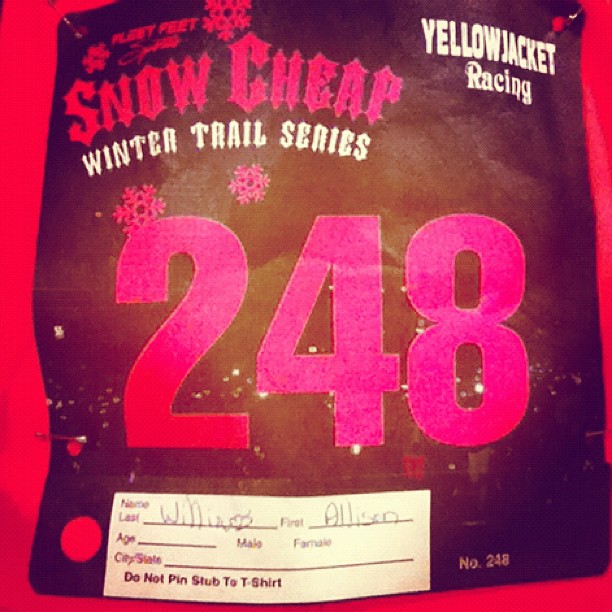 FLEET FEET
Sports
YELLOWJACKET
Racing
SNOW CHEAP
WINTER TRAIL SERIES
248
Name
Last First Allison
Age Male Female
City/State
Do Not Pin Stub To T-Shirt
No. 248